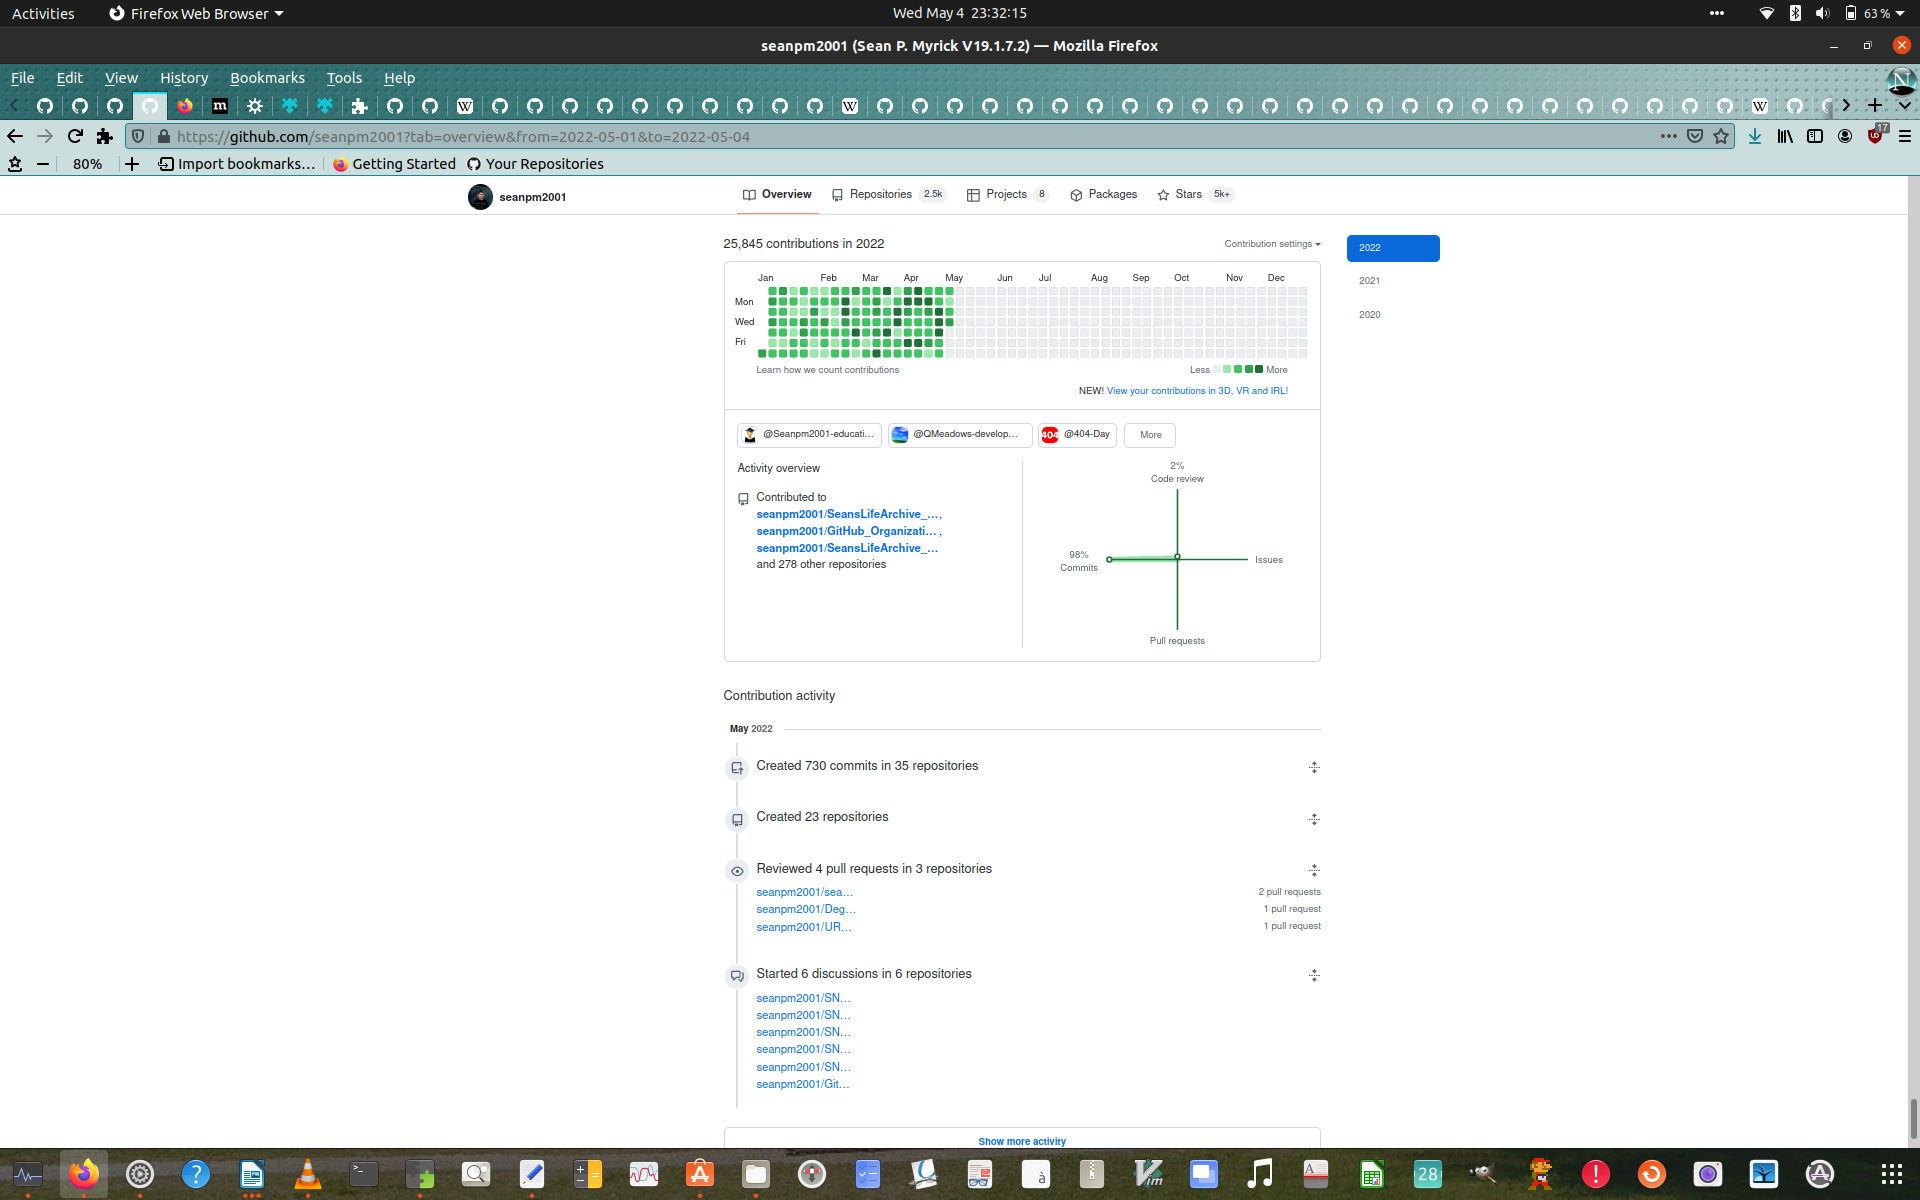 Activities
Firefox Web Browser
Wed May 4 23:32:15
63 %
seanpm2001 (Sean P. Myrick V19.1.7.2) — Mozilla Firefox
File Edit View History Bookmarks Tools Help
https://github.com/seanpm2001?tab=overview&from=2022-05-01&to=2022-05-04
17
80%
Import bookmarks…
Getting Started
Your Repositories
seanpm2001
Overview
Repositories 2.5k
Projects 8
Packages
Stars 5k+
25,845 contributions in 2022
Contribution settings
2022
2021
2020
Jan Feb Mar Apr May Jun Jul Aug Sep Oct Nov Dec
Mon
Wed
Fri
Learn how we count contributions
Less More
NEW! View your contributions in 3D, VR and IRL!
@Seanpm2001-educati…
@QMeadows-develop…
404 @404-Day
More
Activity overview
Contributed to
seanpm2001/SeansLifeArchive_…,
seanpm2001/GitHub_Organizati… ,
seanpm2001/SeansLifeArchive_…
and 278 other repositories
2%
Code review
98%
Commits
Issues
Pull requests
Contribution activity
May 2022
Created 730 commits in 35 repositories
Created 23 repositories
Reviewed 4 pull requests in 3 repositories
seanpm2001/sea… 2 pull requests
seanpm2001/Deg… 1 pull request
seanpm2001/UR… 1 pull request
Started 6 discussions in 6 repositories
seanpm2001/SN…
seanpm2001/SN…
seanpm2001/SN…
seanpm2001/SN…
seanpm2001/SN…
seanpm2001/Git…
Show more activity
28